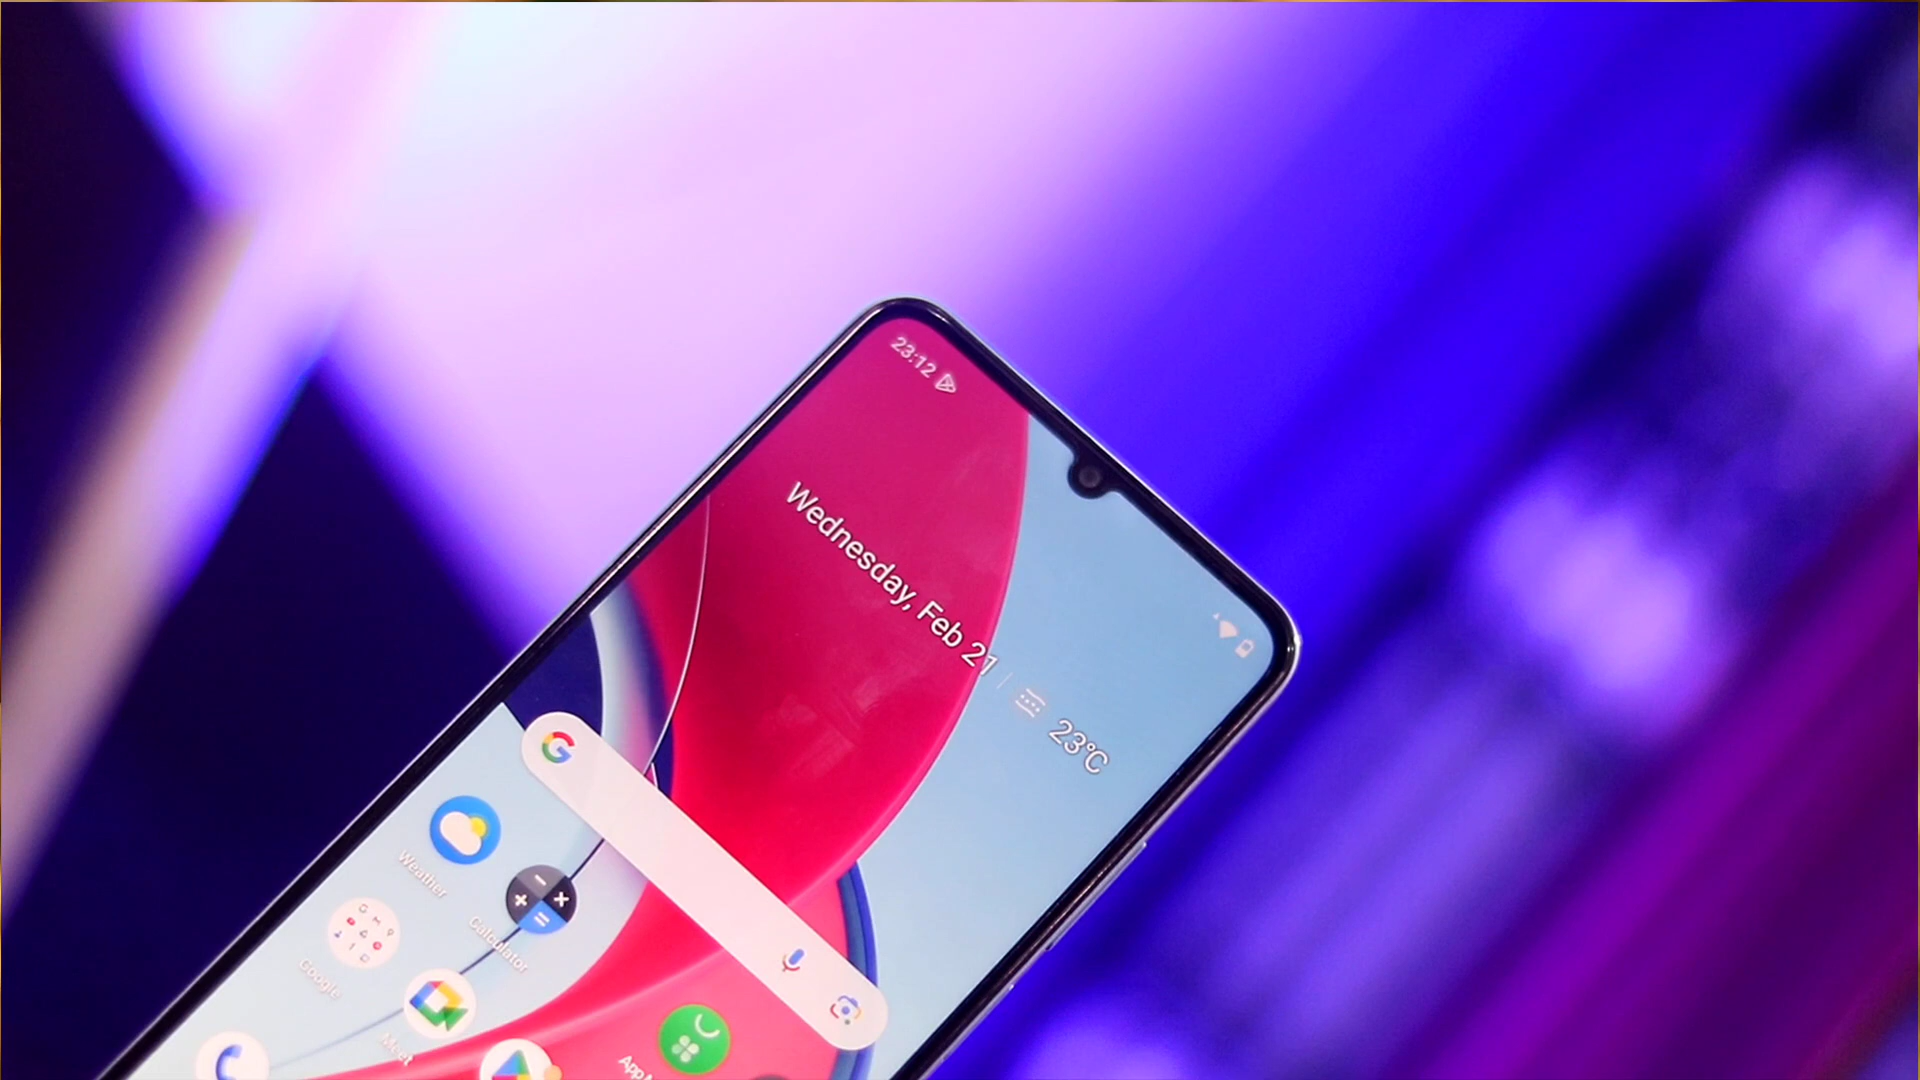 23:12
Wednesday, Feb 21 | 23°C
G
Weather
Calculator
Google
Meet